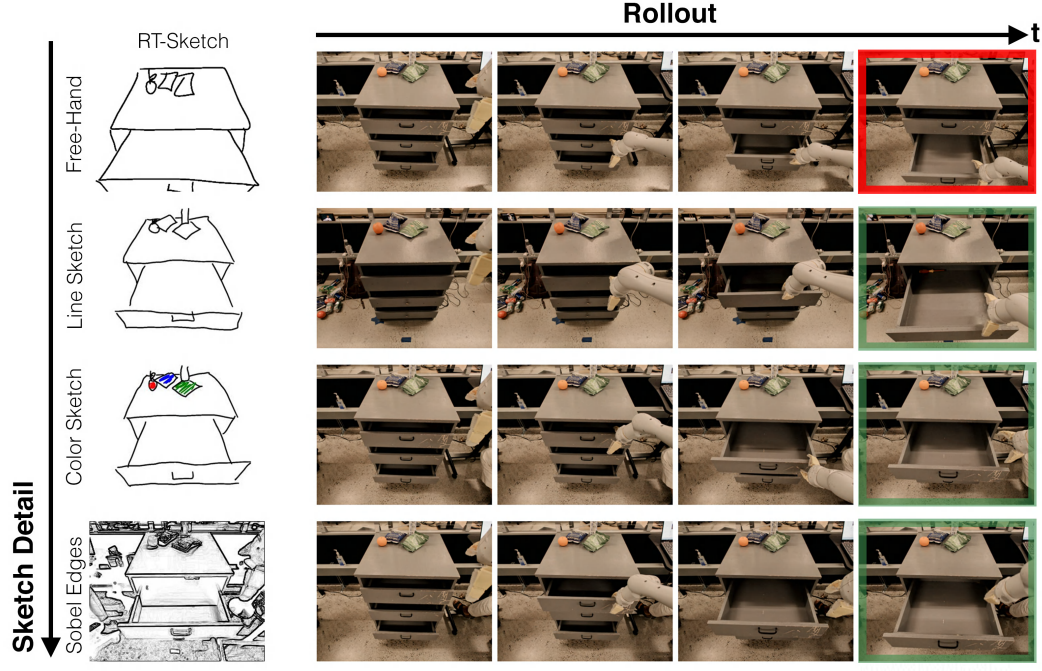 Rollout
t
RT-Sketch
Free-Hand
Line Sketch
Color Sketch
Sobel Edges
Sketch Detail